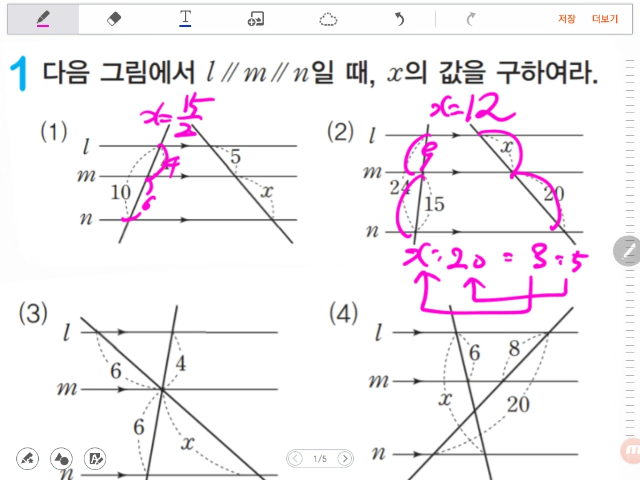 저장 더보기
1 다음 그림에서 l // m // n일 때, x의 값을 구하여라.
x=15/2
x=12
(1)
l
m
n
10
4
6
5
x
(2)
l
m
n
24
9
15
x
20
x:20=3:5
(3)
l
m
n
6
4
6
x
(4)
l
m
n
6
8
x
20
1/5
Z
m